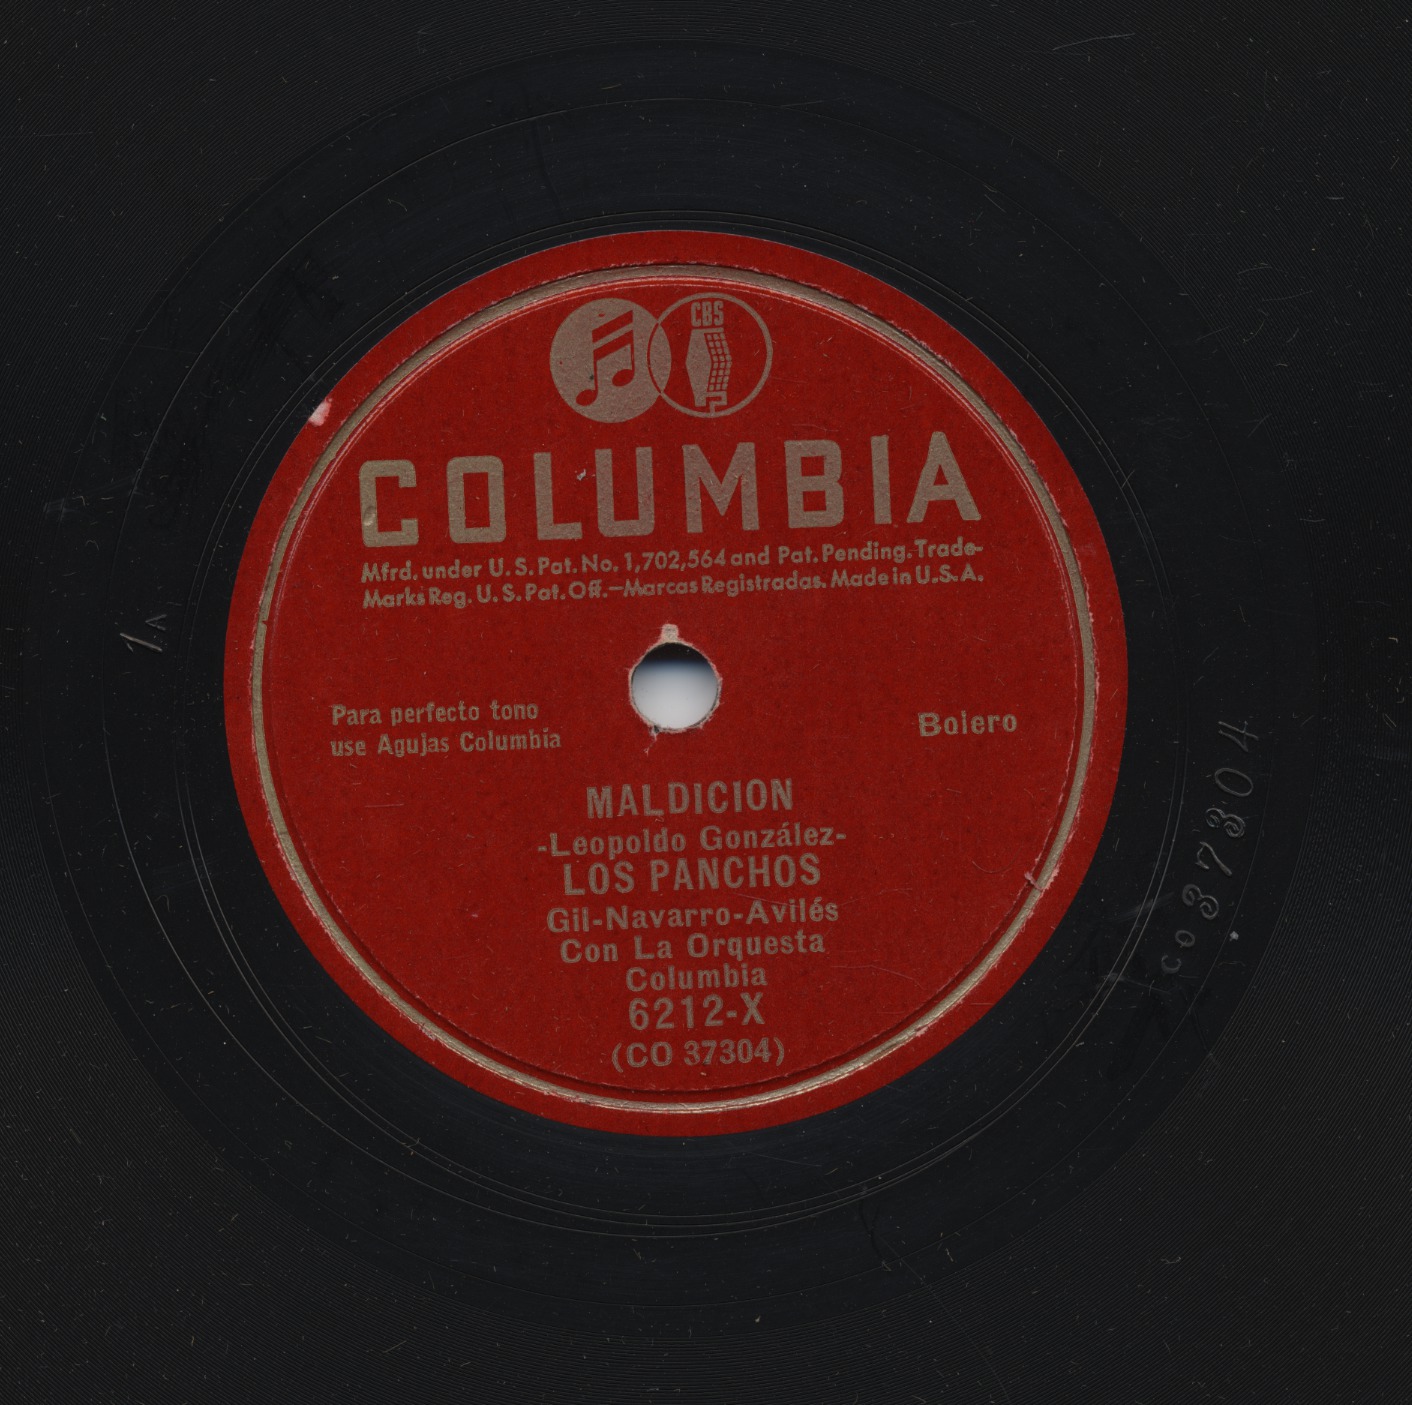 CBS
COLUMBIA
Mfrd. under U.S. Pat. No. 1,702,564 and Pat. Pending. Trade-
Marks Reg. U.S. Pat. Off.—Marcas Registradas. Made in U.S.A.
Para perfecto tono
use Agujas Columbia
Bolero
MALDICION
-Leopoldo González-
LOS PANCHOS
Gil-Navarro-Avilés
Con La Orquesta
Columbia
6212-X
(CO 37304)
1A
CO37304